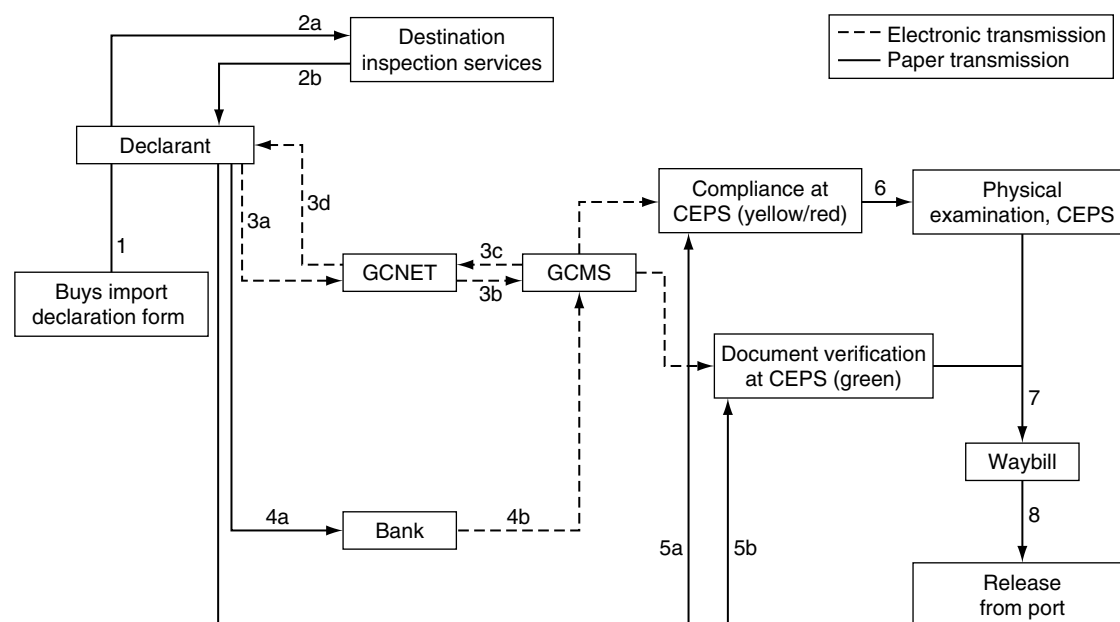 2a
Destination
inspection services
2b
Electronic transmission
Paper transmission
Declarant
3a
3d
1
Buys import
declaration form
GCNET
3c
3b
GCMS
Compliance at
CEPS (yellow/red)
6
Physical
examination, CEPS
Document verification
at CEPS (green)
7
Waybill
4a
Bank
4b
5a
5b
8
Release
from port